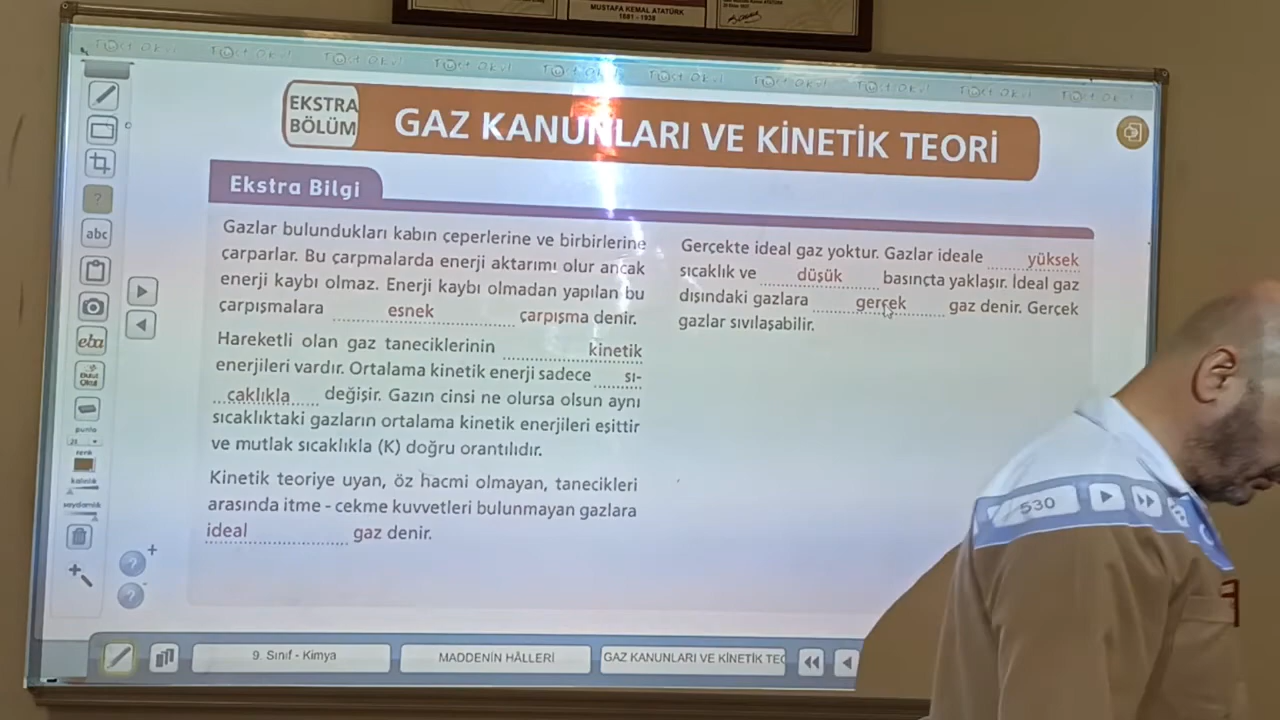 MUSTAFA KEMAL ATATÜRK
1881 - 1938
EKSTRA
BÖLÜM
GAZ KANUNLARI VE KİNETİK TEORİ
Ekstra Bilgi
Gazlar bulundukları kabın çeperlerine ve birbirlerine
çarparlar. Bu çarpmalarda enerji aktarımı olur ancak
enerji kaybı olmaz. Enerji kaybı olmadan yapılan bu
çarpışmalara esnek çarpışma denir.
Hareketli olan gaz taneciklerinin kinetik
enerjileri vardır. Ortalama kinetik enerji sadece sı-
caklıkla değişir. Gazın cinsi ne olursa olsun aynı
sıcaklıktaki gazların ortalama kinetik enerjileri eşittir
ve mutlak sıcaklıkla (K) doğru orantılıdır.
Kinetik teoriye uyan, öz hacmi olmayan, tanecikleri
arasında itme - çekme kuvvetleri bulunmayan gazlara
ideal gaz denir.
Gerçekte ideal gaz yoktur. Gazlar ideale yüksek
sıcaklık ve düşük basınçta yaklaşır. İdeal gaz
dışındaki gazlara gerçek gaz denir. Gerçek
gazlar sıvılaşabilir.
abc
eba
530
9. Sınıf - Kimya
MADDENİN HÂLLERİ
GAZ KANUNLARI VE KİNETİK TEO